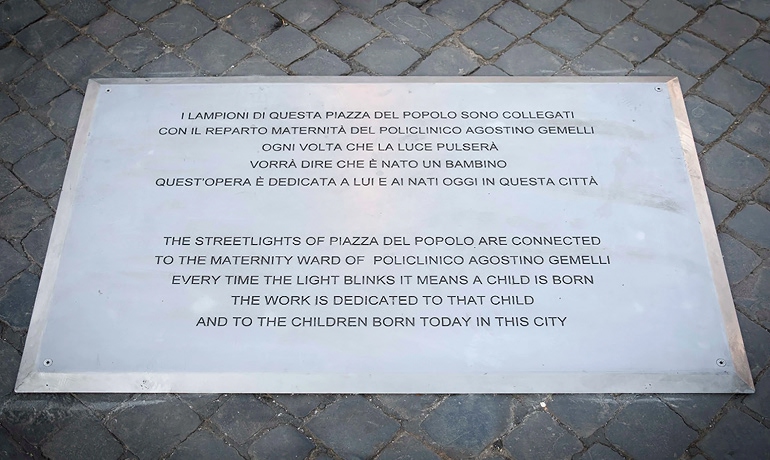 I LAMPIONI DI QUESTA PIAZZA DEL POPOLO SONO COLLEGATI
CON IL REPARTO MATERNITÀ DEL POLICLINICO AGOSTINO GEMELLI
OGNI VOLTA CHE LA LUCE PULSERÀ
VORRÀ DIRE CHE È NATO UN BAMBINO
QUEST'OPERA È DEDICATA A LUI E AI NATI OGGI IN QUESTA CITTÀ
THE STREETLIGHTS OF PIAZZA DEL POPOLO ARE CONNECTED
TO THE MATERNITY WARD OF POLICLINICO AGOSTINO GEMELLI
EVERY TIME THE LIGHT BLINKS IT MEANS A CHILD IS BORN
THE WORK IS DEDICATED TO THAT CHILD
AND TO THE CHILDREN BORN TODAY IN THIS CITY